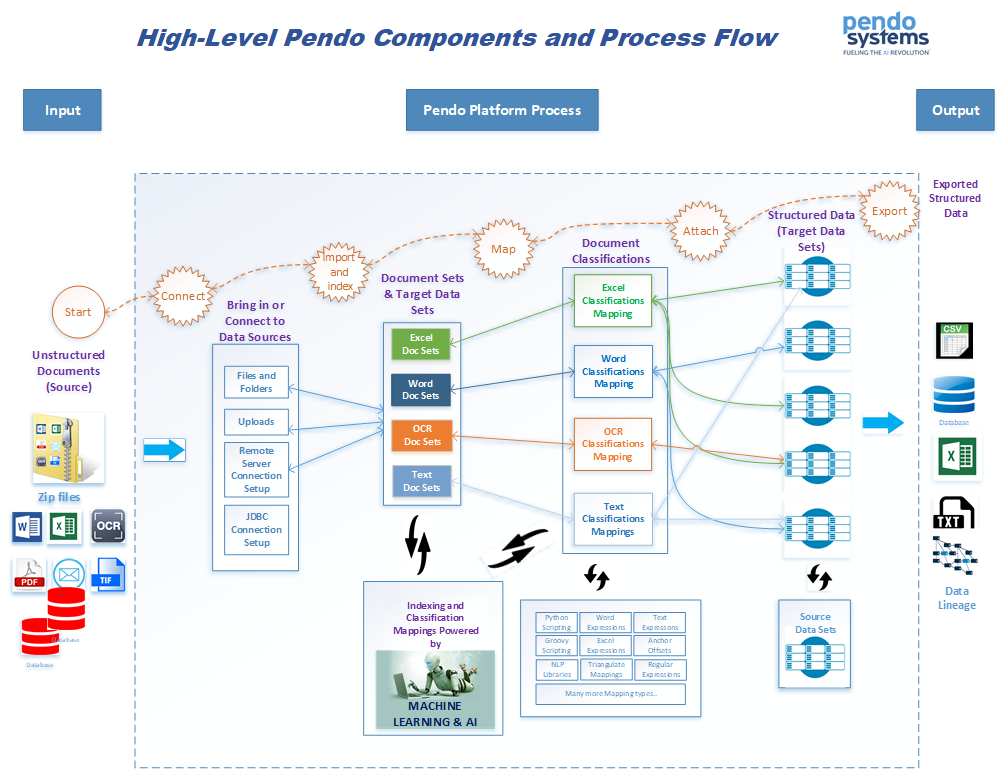 High-Level Pendo Components and Process Flow
pendo
systems
FUELING THE AI REVOLUTION
Input
Pendo Platform Process
Output
Start
Connect
Import
and
index
Map
Attach
Export
Unstructured
Documents
(Source)
Zip files
W
X
OCR
PDF
TIF
Database
Database
Bring in or
Connect to
Data Sources
Files and
Folders
Uploads
Remote
Server
Connection
Setup
JDBC
Connection
Setup
Document Sets
& Target Data
Sets
Excel
Doc Sets
Word
Doc Sets
OCR
Doc Sets
Text
Doc Sets
Document
Classifications
Excel
Classifications
Mapping
Word
Classifications
Mapping
OCR
Classifications
Mapping
Text
Classifications
Mappings
Structured Data
(Target Data
Sets)
Exported
Structured
Data
CSV
Database
X
TXT
Data
Lineage
Indexing and
Classification
Mappings Powered
by
MACHINE
LEARNING & AI
Python
Scripting
Word
Expressions
Text
Expressons
Groovy
Scripting
Excel
Expressions
Anchor
Offsets
NLP
Libraries
Triangulate
Mappings
Regular
Expressions
Many more Mapping types..
Source
Data Sets